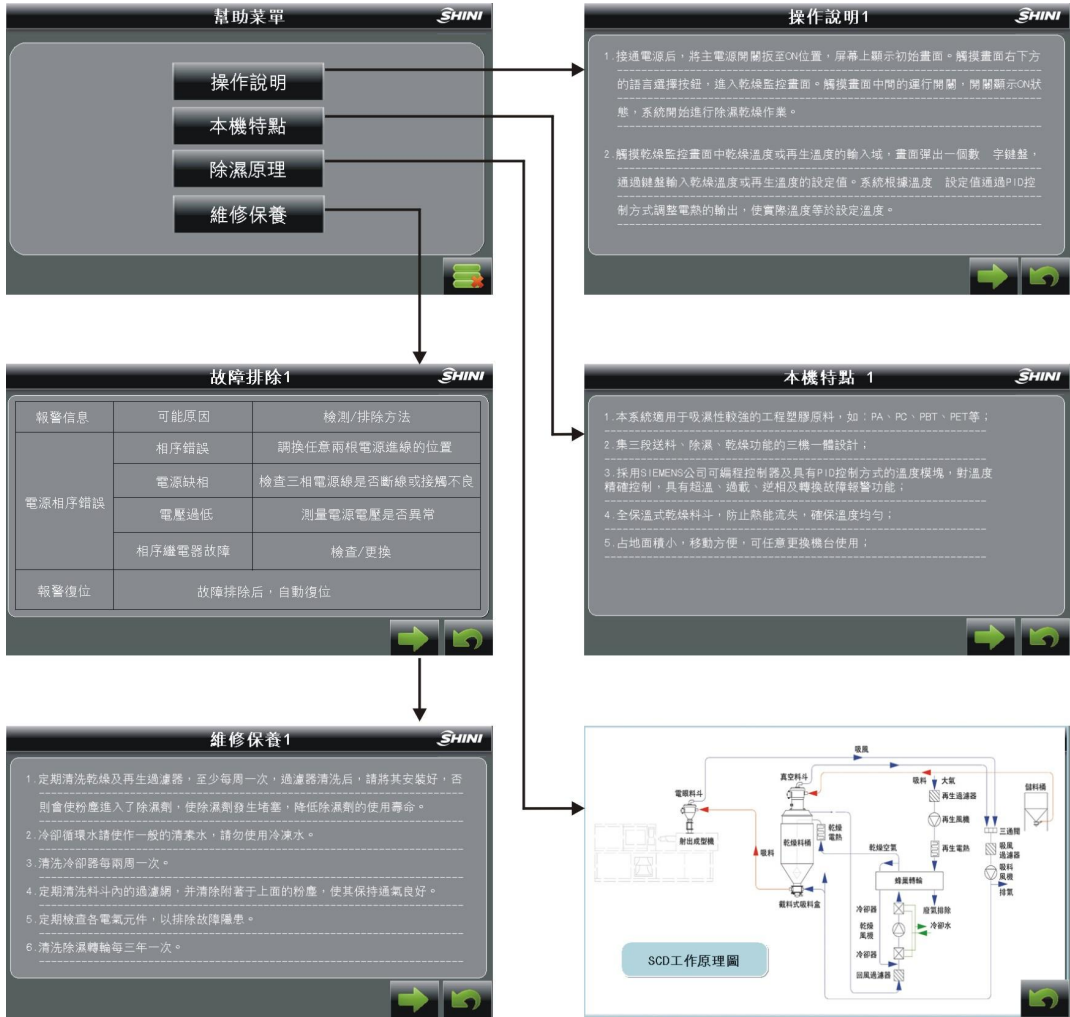 幫助菜單
SHINI
操作說明
本機特點
除濕原理
維修保養
操作說明1
SHINI
1.接通電源后，將主電源開關扳至ON位置，屏幕上顯示初始畫面。觸摸畫面右下方
的語言選擇按鈕，進入乾燥監控畫面。觸摸畫面中間的運行開關，開關顯示ON狀
態，系統開始進行除濕乾燥作業。
2.觸摸乾燥監控畫面中乾燥溫度或再生溫度的輸入域，畫面彈出一個數 字鍵盤，
通過鍵盤輸入乾燥溫度或再生溫度的設定值。系統根據溫度 設定值通過PID控
制方式調整電熱的輸出，使實際溫度等於設定溫度。
故障排除1
SHINI
報警信息 可能原因 檢測/排除方法
電源相序錯誤
相序錯誤 調換任意兩根電源進線的位置
電源缺相 檢查三相電源線是否斷線或接觸不良
電壓過低 測量電源電壓是否異常
相序繼電器故障 檢查/更換
報警復位 故障排除后，自動復位
本機特點 1
SHINI
1.本系統適用于吸濕性較強的工程塑膠原料，如：PA、PC、PBT、PET等；
2.集三段送料、除濕、乾燥功能的三機一體設計；
3.採用SIEMENS公司可編程控制器及具有PID控制方式的溫度模塊，對溫度
精確控制，具有超溫、過載、逆相及轉換故障報警功能；
4.全保溫式乾燥料斗，防止熱能流失，確保溫度均勻；
5.占地面積小，移動方便，可任意更換機台使用；
維修保養1
SHINI
1.定期清洗乾燥及再生過濾器，至少每周一次，過濾器清洗后，請將其安裝好，否
則會使粉塵進入了除濕劑，使除濕劑發生堵塞，降低除濕劑的使用壽命。
2.冷卻循環水請使作一般的清素水，請勿使用冷凍水。
3.清洗冷卻器每兩周一次。
4.定期清洗料斗內的過濾網，并清除附著于上面的粉塵，使其保持通氣良好。
5.定期檢查各電氣元件，以排除故障隱患。
6.清洗除濕轉輪每三年一次。
吸風
真空料斗
吸料
大氣
電眼料斗
再生過濾器
儲料桶
再生風機
射出成型機
乾燥料桶
乾燥
電熱
三通閥
吸料
乾燥空氣
再生電熱
吸風
過濾器
吸料
風機
蜂巢轉輪
排氣
截料式吸料盒
冷卻器
廢氣排除
乾燥
風機
冷卻水
冷卻器
回風過濾器
SCD工作原理圖